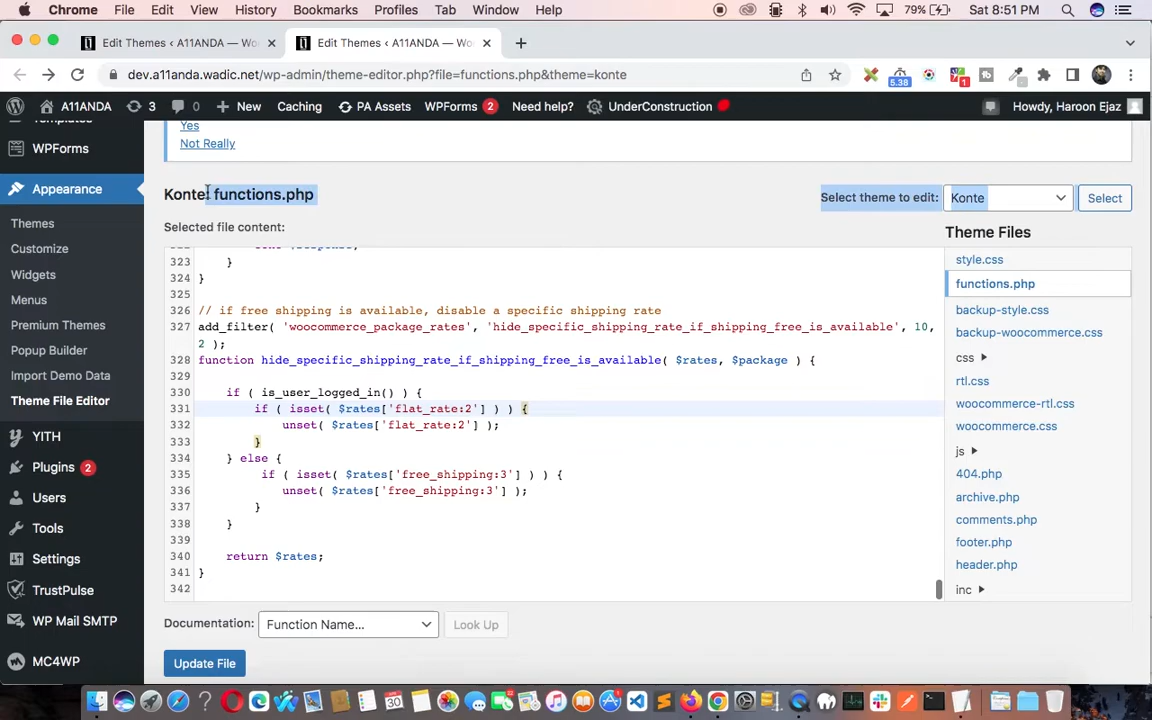 Chrome File Edit View History Bookmarks Profiles Tab Window Help 79% Sat 8:51 PM
Edit Themes ‹ A11ANDA — Wo Edit Themes ‹ A11ANDA — Wo
dev.a11anda.wadic.net/wp-admin/theme-editor.php?file=functions.php&theme=konte 5.38 1
A11ANDA 3 0 New Caching PA Assets WPForms 2 Need help? UnderConstruction Howdy, Haroon Ejaz
Templates
WPForms
Appearance
Themes
Customize
Widgets
Menus
Premium Themes
Popup Builder
Import Demo Data
Theme File Editor
YITH
Plugins 2
Users
Tools
Settings
TrustPulse
WP Mail SMTP
MC4WP
Yes
Not Really
Konte: functions.php
Select theme to edit: Konte Select
Selected file content:
323 }
324 }
325
326 // if free shipping is available, disable a specific shipping rate
327 add_filter( 'woocommerce_package_rates', 'hide_specific_shipping_rate_if_shipping_free_is_available', 10,
2 );
328 function hide_specific_shipping_rate_if_shipping_free_is_available( $rates, $package ) {
329
330 if ( is_user_logged_in() ) {
331 if ( isset( $rates['flat_rate:2'] ) ) {
332 unset( $rates['flat_rate:2'] );
333 }
334 } else {
335 if ( isset( $rates['free_shipping:3'] ) ) {
336 unset( $rates['free_shipping:3'] );
337 }
338 }
339
340 return $rates;
341 }
342
Theme Files
style.css
functions.php
backup-style.css
backup-woocommerce.css
css
rtl.css
woocommerce-rtl.css
woocommerce.css
js
404.php
archive.php
comments.php
footer.php
header.php
inc
Documentation: Function Name... Look Up
Update File
30